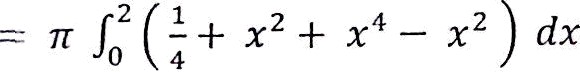 = π ∫₀² ( 1/4 + x² + x⁴ − x² ) dx